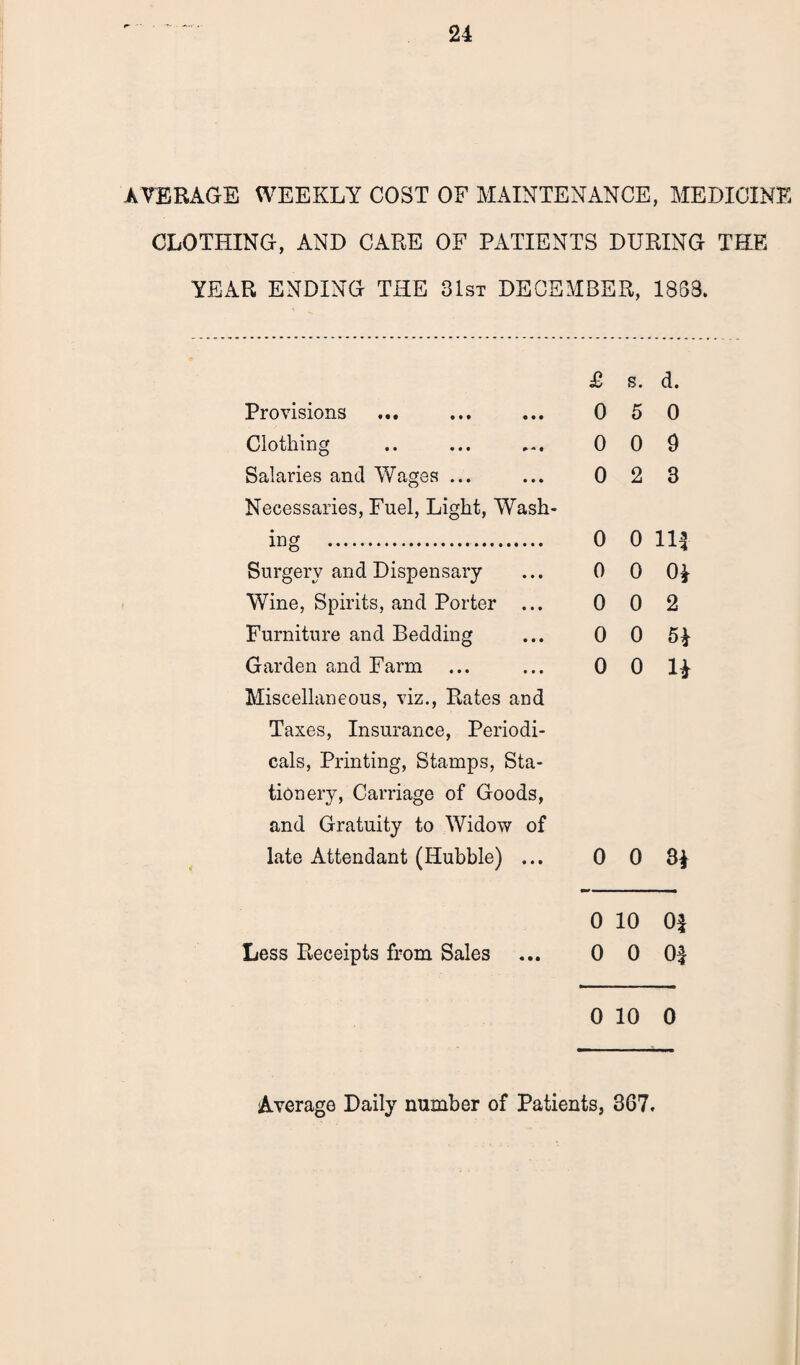 24
AVERAGE WEEKLY COST OF MAINTENANCE, MEDICINE
CLOTHING, AND CARE OF PATIENTS DURING THE
YEAR ENDING THE 31ST DECEMBER, 1863.
£ s. d.
Provisions ... ... ... 0 5 0
Clothing .. ... ... 0 0 9
Salaries and Wages ... ... 0 2 3
Necessaries, Fuel, Light, Wash-
ing ........................... 0 0 11¾
Surgery and Dispensary ... 0 0 0¼
Wine, Spirits, and Porter ... 0 0 2
Furniture and Bedding ... 0 0 5¼
Garden and Farm ... ... 0 0 1¼
Miscellaneous, viz., Rates and
Taxes, Insurance, Periodi-
cals, Printing, Stamps, Sta-
tionery, Carriage of Goods,
and Gratuity to Widow of
late Attendant (Hubble) ... 0 0 3¼
0 10 0¾
Less Receipts from Sales ... 0 0 0¾
0 10 0
Average Daily number of Patients, 367.